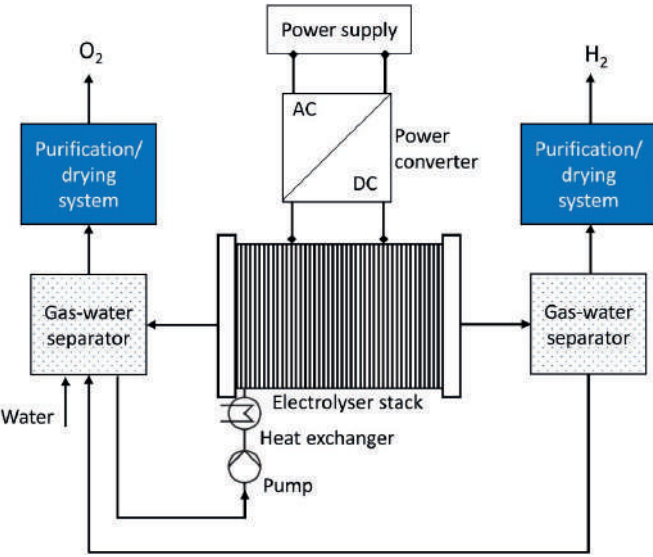 Power supply
O₂
H₂
AC
DC
Power
converter
Purification/
drying
system
Purification/
drying
system
Gas-water
separator
Gas-water
separator
Water
Electrolyser stack
Heat exchanger
Pump